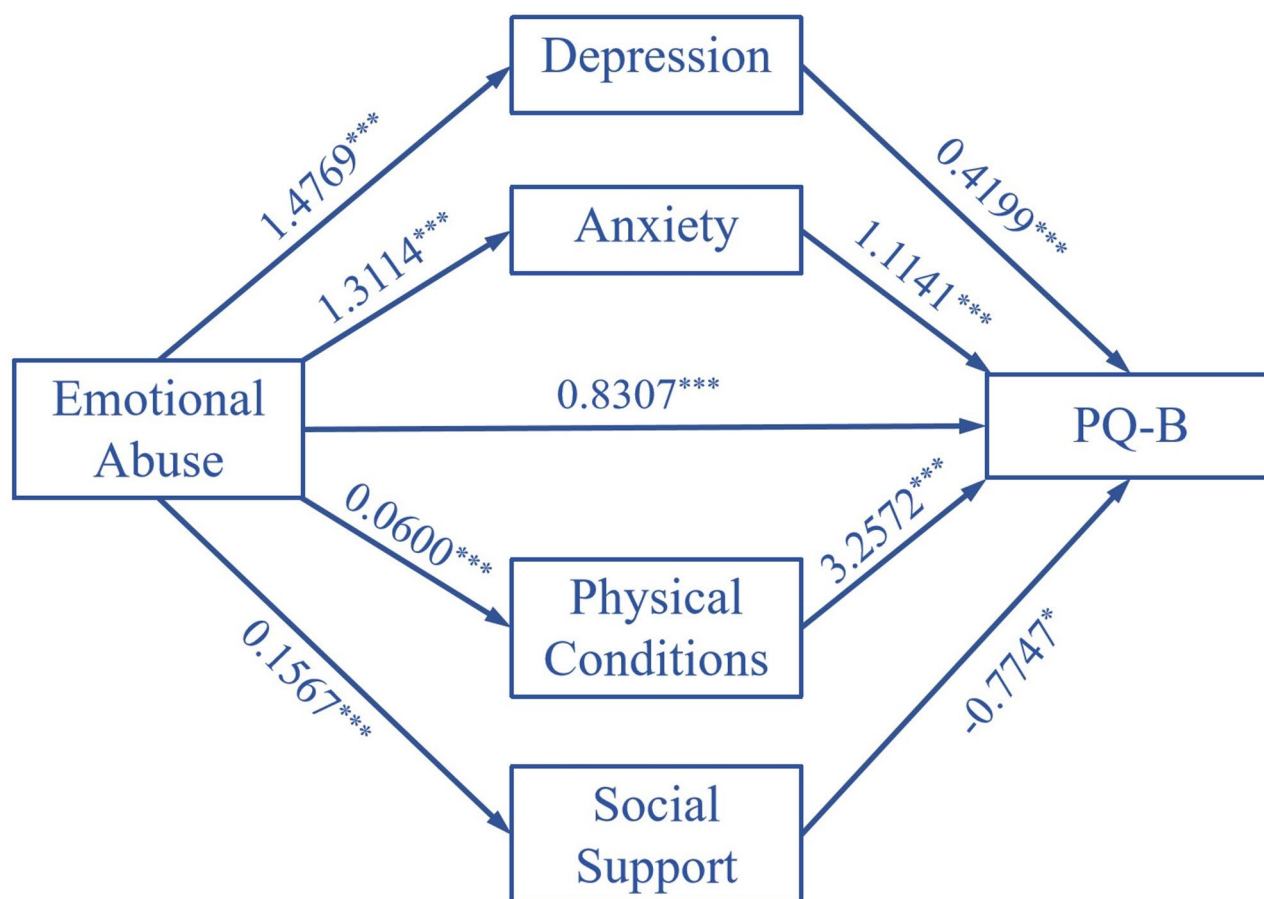 Depression
1.4769***
0.4199***
Anxiety
1.3114***
1.1141***
Emotional
Abuse
0.8307***
PQ-B
0.0600***
3.2572***
Physical
Conditions
0.1567***
-0.7747*
Social
Support